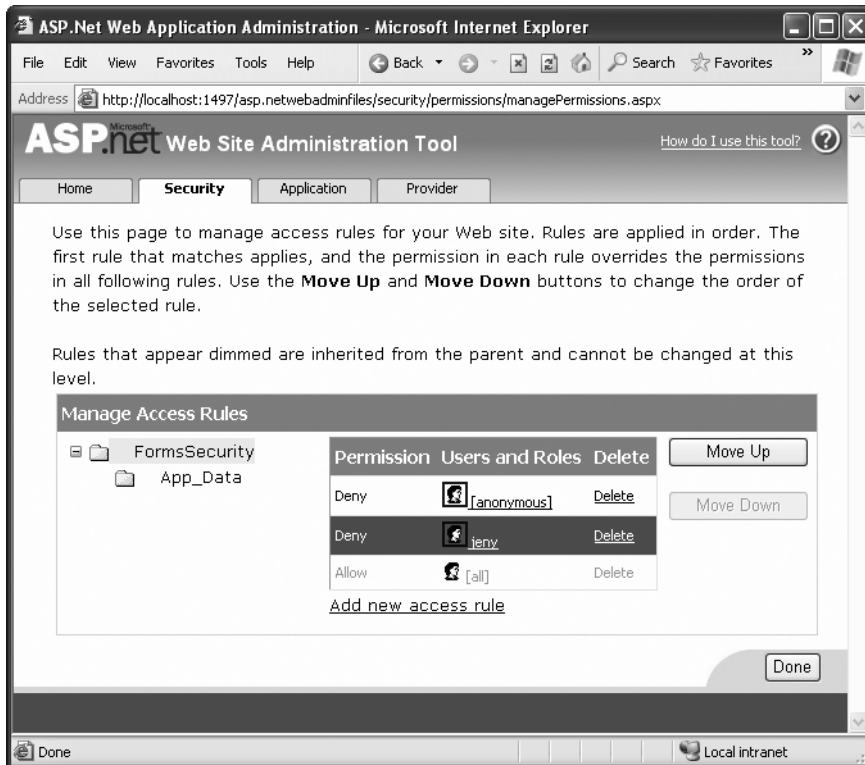 ASP.Net Web Application Administration - Microsoft Internet Explorer
File Edit View Favorites Tools Help Back Search Favorites »
Address http://localhost:1497/asp.netwebadminfiles/security/permissions/managePermissions.aspx
Microsoft
ASP.net Web Site Administration Tool How do I use this tool? ?
Home Security Application Provider
Use this page to manage access rules for your Web site. Rules are applied in order. The
first rule that matches applies, and the permission in each rule overrides the permissions
in all following rules. Use the Move Up and Move Down buttons to change the order of
the selected rule.
Rules that appear dimmed are inherited from the parent and cannot be changed at this
level.
Manage Access Rules
FormsSecurity
App_Data
Permission Users and Roles Delete
Deny [anonymous] Delete
Deny jeny Delete
Allow [all] Delete
Add new access rule
Move Up
Move Down
Done
Done Local intranet